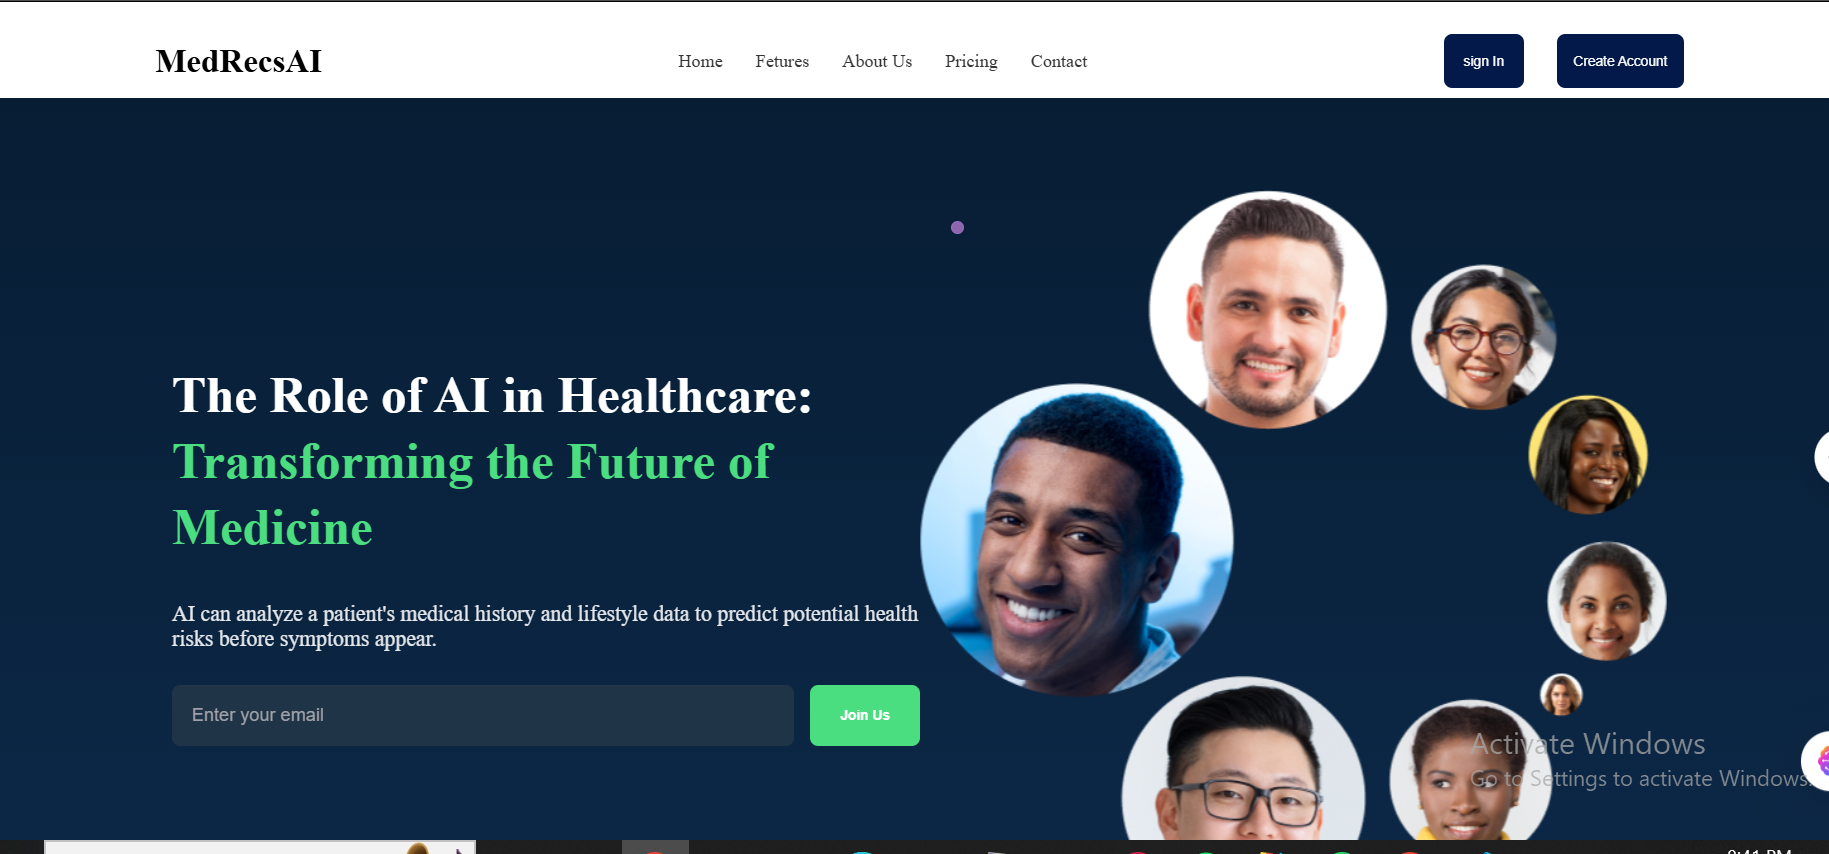 MedRecsAI
Home Fetures About Us Pricing Contact
sign In
Create Account
The Role of AI in Healthcare:
Transforming the Future of
Medicine
AI can analyze a patient's medical history and lifestyle data to predict potential health
risks before symptoms appear.
Enter your email
Join Us
Activate Windows
Go to Settings to activate Windows.